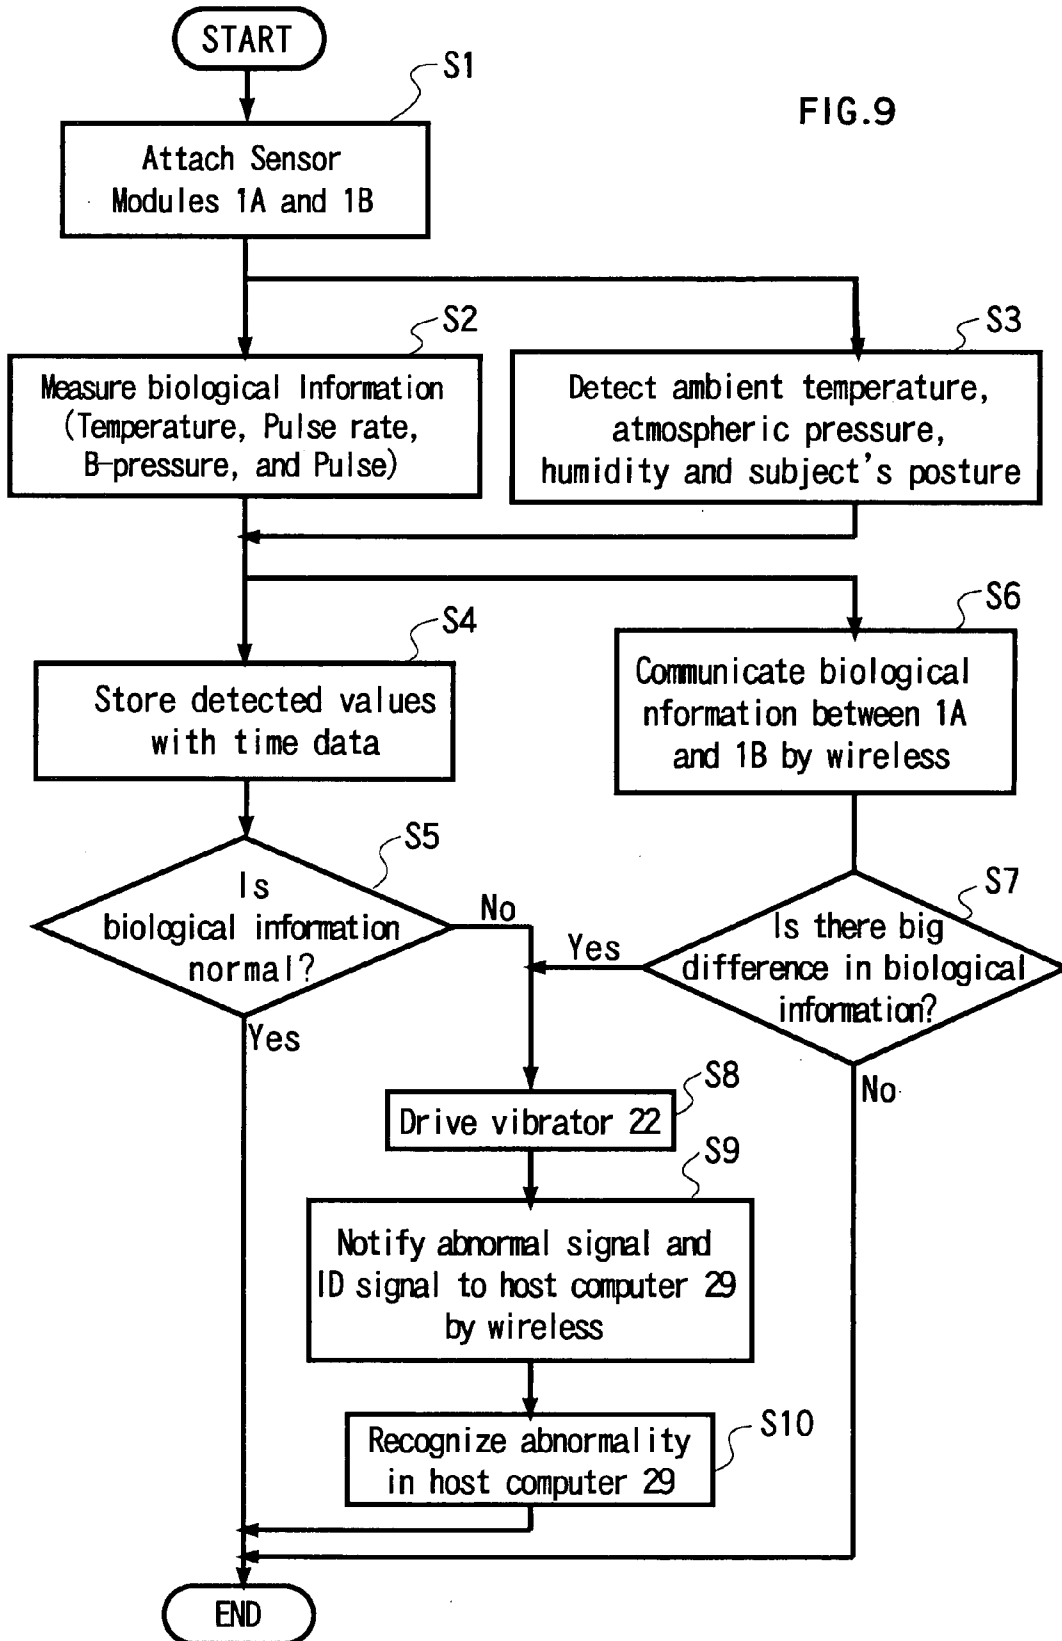 START
S1
FIG.9
Attach Sensor
Modules 1A and 1B
S2
S3
Measure biological Information
(Temperature, Pulse rate,
B-pressure, and Pulse)
Detect ambient temperature,
atmospheric pressure,
humidity and subject's posture
S4
S6
Store detected values
with time data
Communicate biological
nformation between 1A
and 1B by wireless
S5
S7
Is
biological information
normal?
No
Yes
Is there big
difference in biological
information?
Yes
No
S8
Drive vibrator 22
S9
Notify abnormal signal and
ID signal to host computer 29
by wireless
S10
Recognize abnormality
in host computer 29
END